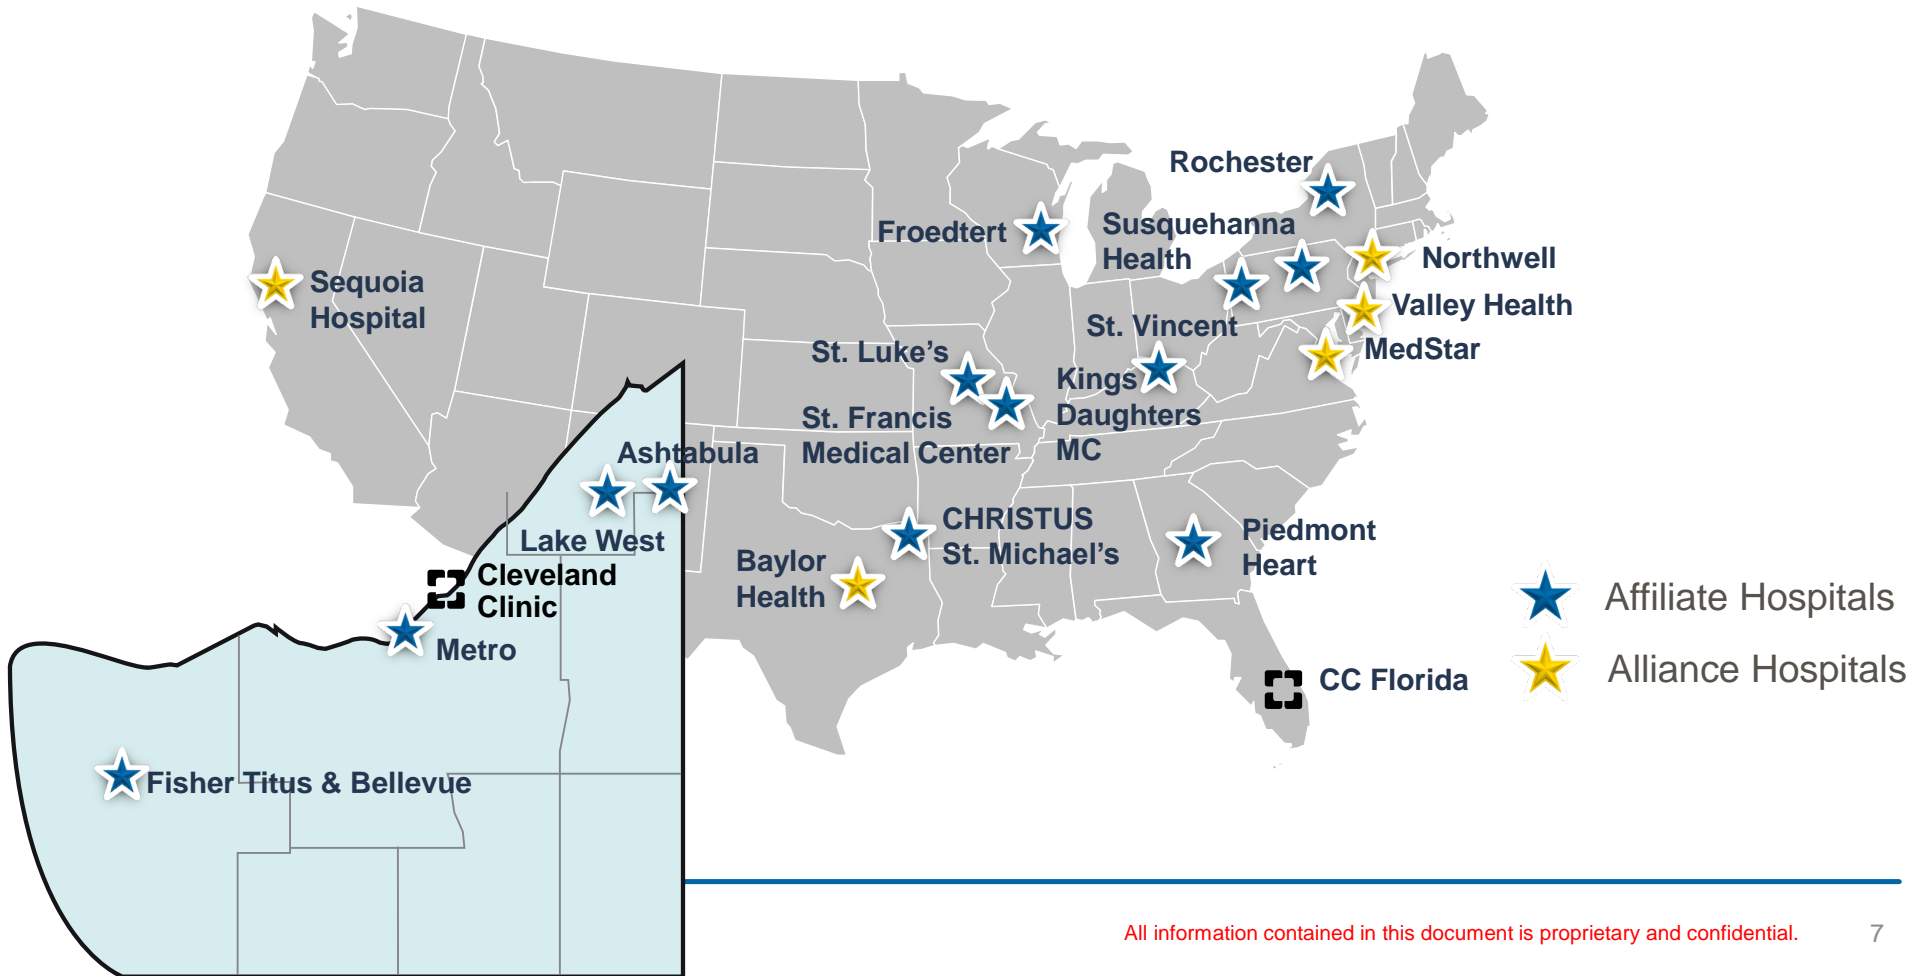 Rochester
Susquehanna
Health
Froedtert
Northwell
Sequoia
Hospital
Valley Health
St. Vincent
MedStar
St. Luke's
Kings
Daughters
MC
St. Francis
Medical Center
Ashtabula
CHRISTUS
St. Michael's
Piedmont
Heart
Lake West
Baylor
Health
Cleveland
Clinic
Metro
Affiliate Hospitals
Alliance Hospitals
CC Florida
Fisher Titus & Bellevue
All information contained in this document is proprietary and confidential.
7